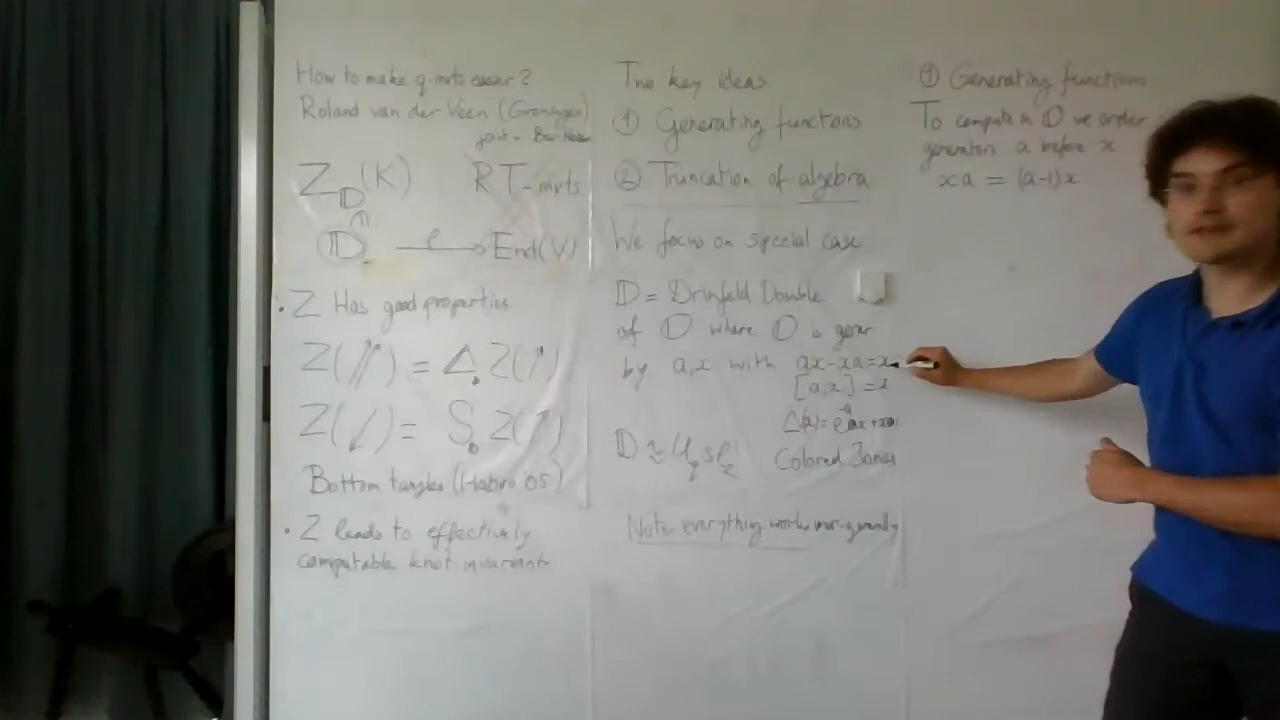 How to make q-invts easier?
Roland van der Veen (Groningen)
joint w Bar-Natan
Z_𝔻(K) RT-invts
𝔻 —ρ→ End(V)
• Z Has good properties
Z(//) = Δ. Z(↑)
Z(↙) = S. Z(↑)
Bottom tangles (Habiro 05)
• Z leads to effectively
computable knot invariants
Two key ideas
① Generating functions
② Truncation of algebra
We focus on special case
𝔻 = Drinfeld Double
of D where D is gener
by a,x with ax-xa=x
[a,x] = x
Colored Jones
𝔻 ≈ U_q sl_2
Note everything works more generally
① Generating functions
To compute in D we order
generators a before x
xa = (a-1)x